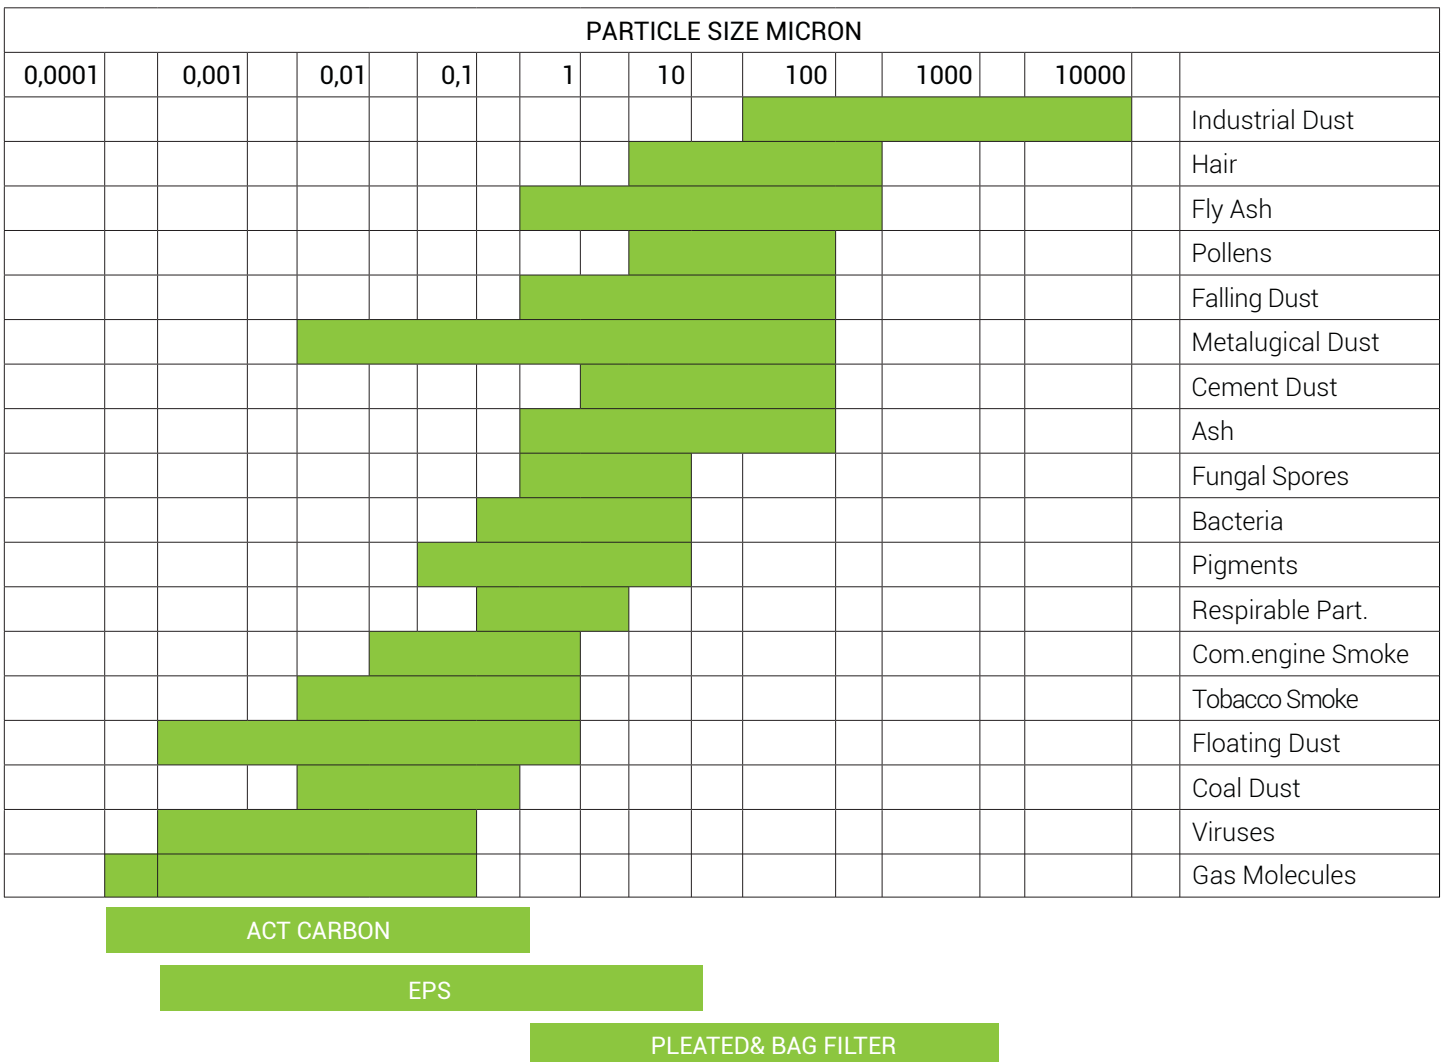 PARTICLE SIZE MICRON
0,0001 0,001 0,01 0,1 1 10 100 1000 10000
Industrial Dust
Hair
Fly Ash
Pollens
Falling Dust
Metalugical Dust
Cement Dust
Ash
Fungal Spores
Bacteria
Pigments
Respirable Part.
Com.engine Smoke
Tobacco Smoke
Floating Dust
Coal Dust
Viruses
Gas Molecules
ACT CARBON
EPS
PLEATED& BAG FILTER